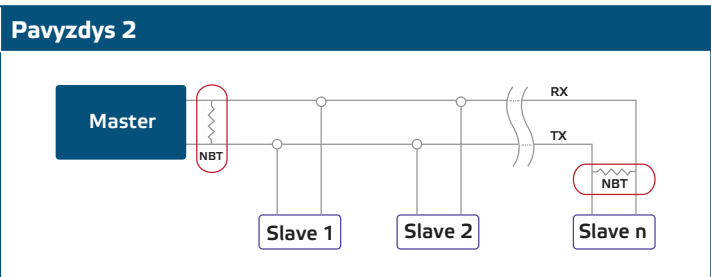 Pavyzdys 2
RX
Master
TX
NBT
NBT
Slave 1
Slave 2
Slave n